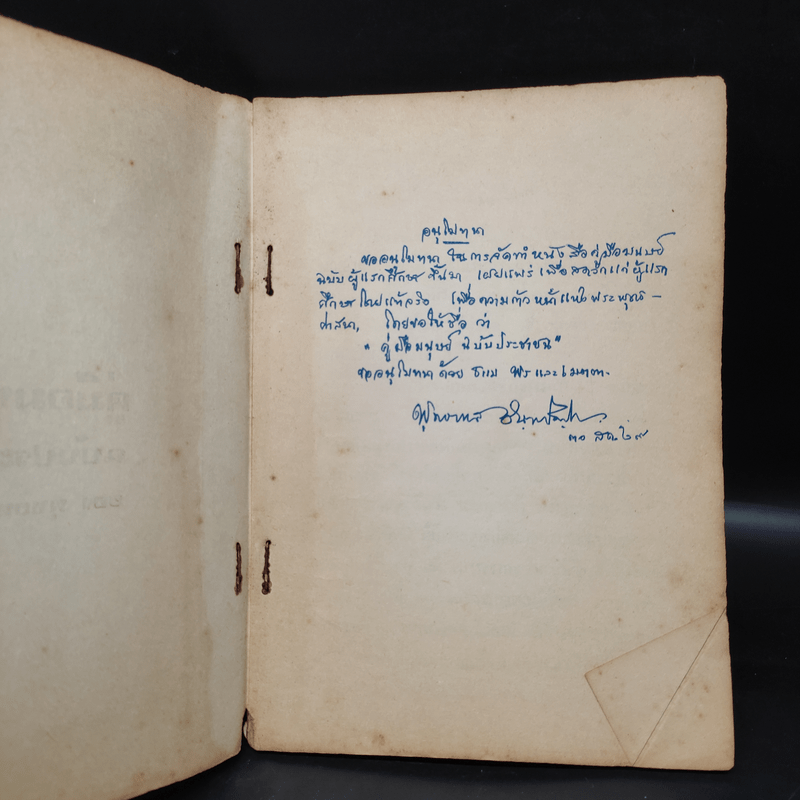 อนุโมทนา
ขออนุโมทนา ในการจัดทำหนังสือคู่มือมนุษย์
ฉบับผู้แรกศึกษา ขึ้นมา เผยแพร่ เพื่อสะดวกแก่ผู้แรก
ศึกษาโดยแท้จริง เพื่อความก้าวหน้าแห่งพระพุทธ-
ศาสนา, โดยขอให้ชื่อ ว่า
"คู่มือมนุษย์ ฉบับประชาชน"
ขออนุโมทนาด้วย ธรรม พร และเมตตา.
พุทธทาส อินทปัญโญ